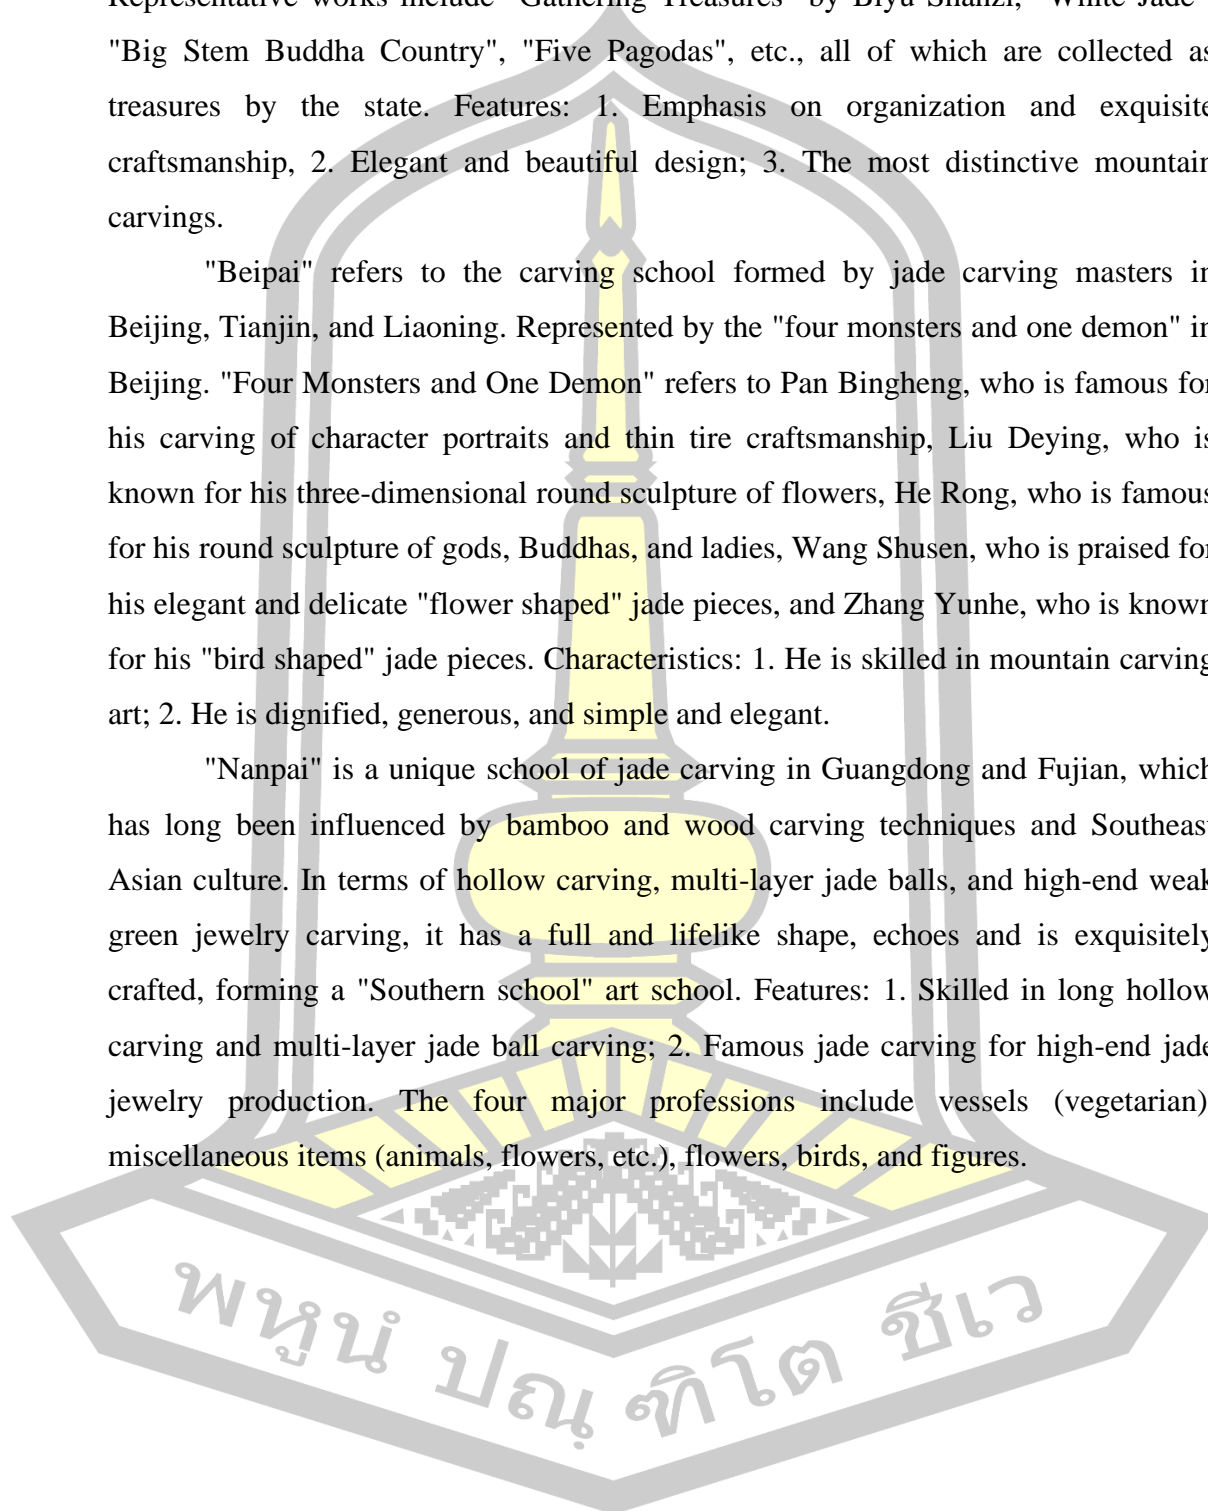 Representative works include "Gathering Treasures" by Biyu Shanzi, "White Jade"
"Big Stem Buddha Country", "Five Pagodas", etc., all of which are collected as
treasures by the state. Features: 1. Emphasis on organization and exquisite
craftsmanship, 2. Elegant and beautiful design; 3. The most distinctive mountain
carvings.
"Beipai" refers to the carving school formed by jade carving masters in
Beijing, Tianjin, and Liaoning. Represented by the "four monsters and one demon" in
Beijing. "Four Monsters and One Demon" refers to Pan Bingheng, who is famous for
his carving of character portraits and thin tire craftsmanship, Liu Deying, who is
known for his three-dimensional round sculpture of flowers, He Rong, who is famous
for his round sculpture of gods, Buddhas, and ladies, Wang Shusen, who is praised for
his elegant and delicate "flower shaped" jade pieces, and Zhang Yunhe, who is known
for his "bird shaped" jade pieces. Characteristics: 1. He is skilled in mountain carving
art; 2. He is dignified, generous, and simple and elegant.
"Nanpai" is a unique school of jade carving in Guangdong and Fujian, which
has long been influenced by bamboo and wood carving techniques and Southeast
Asian culture. In terms of hollow carving, multi-layer jade balls, and high-end weak
green jewelry carving, it has a full and lifelike shape, echoes and is exquisitely
crafted, forming a "Southern school" art school. Features: 1. Skilled in long hollow
carving and multi-layer jade ball carving; 2. Famous jade carving for high-end jade
jewelry production. The four major professions include vessels (vegetarian)
miscellaneous items (animals, flowers, etc.), flowers, birds, and figures.
พหูนํ ปณฺฑิโต ชีเว